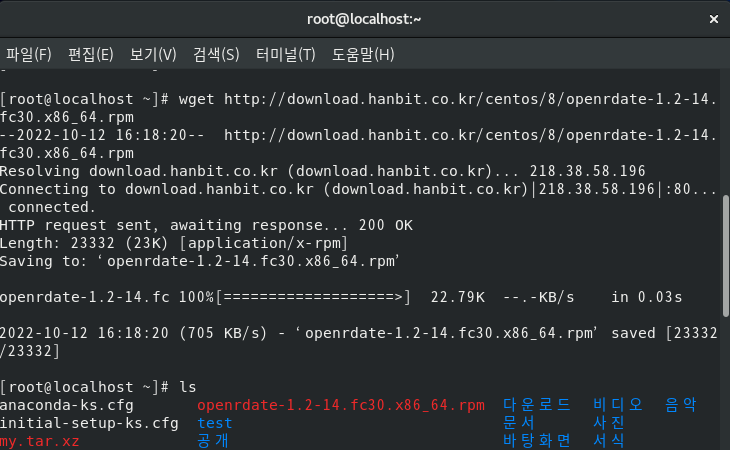 root@localhost:~ ×
파일(F) 편집(E) 보기(V) 검색(S) 터미널(T) 도움말(H)
[root@localhost ~]# wget http://download.hanbit.co.kr/centos/8/openrdate-1.2-14.
fc30.x86_64.rpm
--2022-10-12 16:18:20--  http://download.hanbit.co.kr/centos/8/openrdate-1.2-14.
fc30.x86_64.rpm
Resolving download.hanbit.co.kr (download.hanbit.co.kr)... 218.38.58.196
Connecting to download.hanbit.co.kr (download.hanbit.co.kr)|218.38.58.196|:80...
 connected.
HTTP request sent, awaiting response... 200 OK
Length: 23332 (23K) [application/x-rpm]
Saving to: ‘openrdate-1.2-14.fc30.x86_64.rpm’
openrdate-1.2-14.fc 100%[===================>]  22.79K  --.-KB/s    in 0.03s
2022-10-12 16:18:20 (705 KB/s) - ‘openrdate-1.2-14.fc30.x86_64.rpm’ saved [23332
/23332]
[root@localhost ~]# ls
anaconda-ks.cfg       openrdate-1.2-14.fc30.x86_64.rpm  다운로드  비디오  음악
initial-setup-ks.cfg  test                              문서      사진
my.tar.xz             공개                              바탕화면  서식